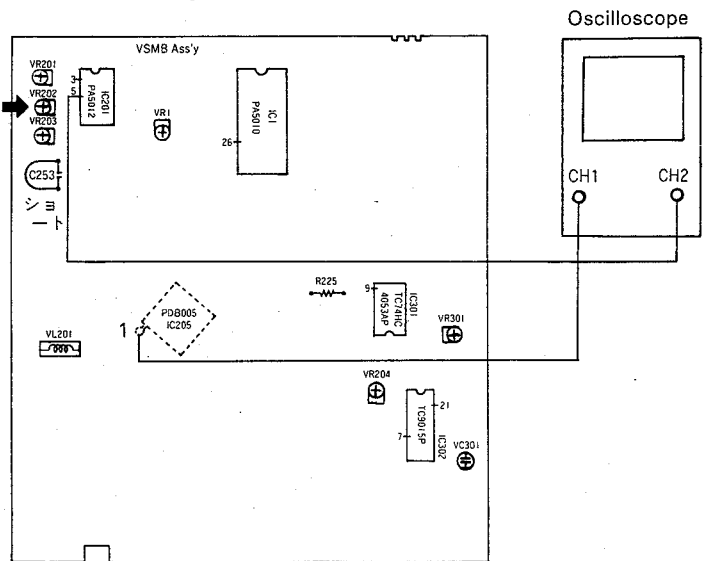 Oscilloscope
VSMB Ass'y
VR201
VR202
VR203
3
5
IC201
PA5012
VR1
IC1
PA5010
26
C253
ショ
ート
CH1
CH2
R225
9
IC301
TC74HC
4053AP
PD8005
IC205
1
VR301
VL201
VR204
21
TC9015P
7
IC302
VC301